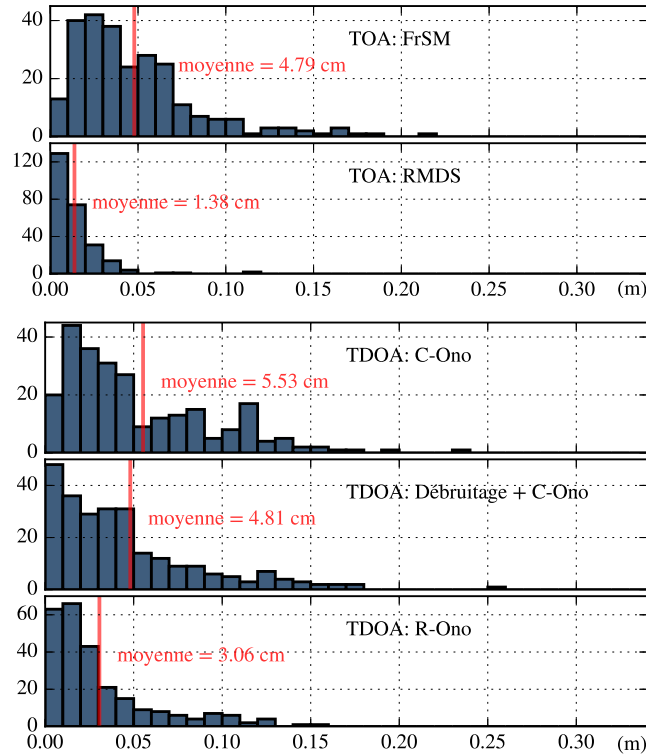 40
TOA: FrSM
moyenne = 4.79 cm
20
0
120
TOA: RMDS
80
moyenne = 1.38 cm
40
0
0.00 0.05 0.10 0.15 0.20 0.25 0.30 (m)
40
TDOA: C-Ono
moyenne = 5.53 cm
20
0
TDOA: Débruitage + C-Ono
40
moyenne = 4.81 cm
20
0
60
TDOA: R-Ono
40
moyenne = 3.06 cm
20
0
0.00 0.05 0.10 0.15 0.20 0.25 0.30 (m)